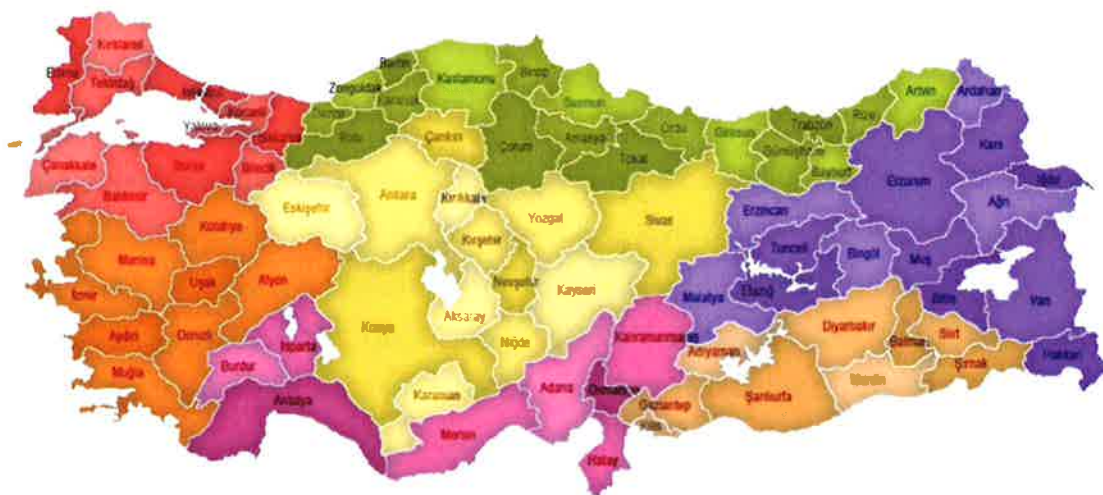 Kırklareli
Edirne
Tekirdağ
İstanbul
Kocaeli
Yalova
Sakarya
Çanakkale
Balıkesir
Bursa
Bilecik
Bartın
Zonguldak
Karabük
Düzce
Bolu
Kastamonu
Sinop
Çankırı
Çorum
Samsun
Amasya
Tokat
Ordu
Giresun
Gümüşhane
Trabzon
Rize
Bayburt
Artvin
Ardahan
Kars
Iğdır
Erzurum
Ağrı
Erzincan
Tunceli
Bingöl
Muş
Bitlis
Van
Elazığ
Malatya
Hakkari
Eskişehir
Ankara
Kırıkkale
Kırşehir
Yozgat
Sivas
Nevşehir
Kayseri
Aksaray
Niğde
Konya
Karaman
Kütahya
Manisa
Uşak
Afyon
İzmir
Aydın
Denizli
Muğla
Isparta
Burdur
Antalya
Mersin
Adana
Osmaniye
Kahramanmaraş
Hatay
Adıyaman
Gaziantep
Kilis
Şanlıurfa
Diyarbakır
Batman
Siirt
Mardin
Şırnak